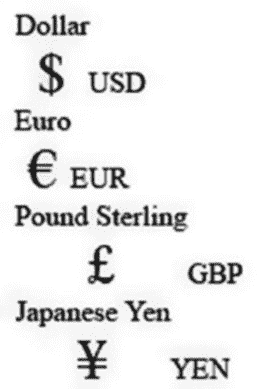 Dollar
$ USD
Euro
€ EUR
Pound Sterling
£ GBP
Japanese Yen
¥ YEN